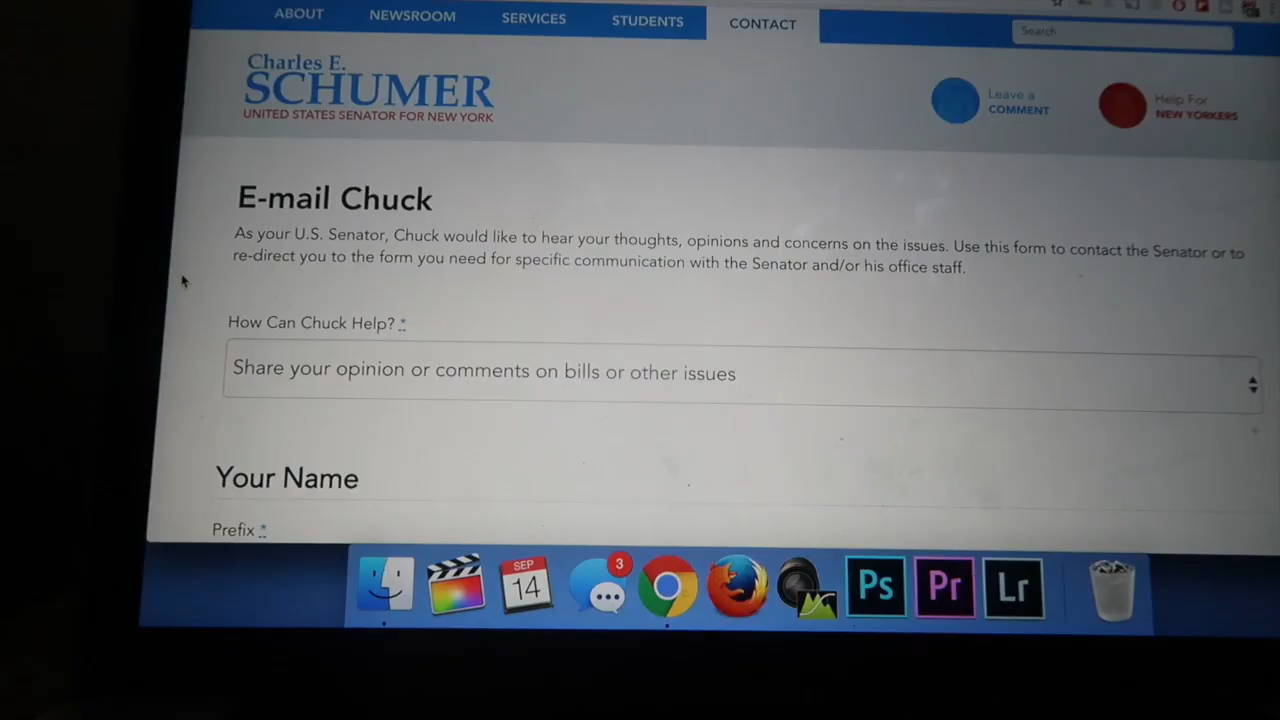 ABOUT NEWSROOM SERVICES STUDENTS CONTACT Search
Charles E.
SCHUMER
UNITED STATES SENATOR FOR NEW YORK
Leave a
COMMENT
Help For
NEW YORKERS
E-mail Chuck
As your U.S. Senator, Chuck would like to hear your thoughts, opinions and concerns on the issues. Use this form to contact the Senator or to
re-direct you to the form you need for specific communication with the Senator and/or his office staff.
How Can Chuck Help? *
Share your opinion or comments on bills or other issues
Your Name
Prefix *
SEP
14
3
Ps
Pr
Lr